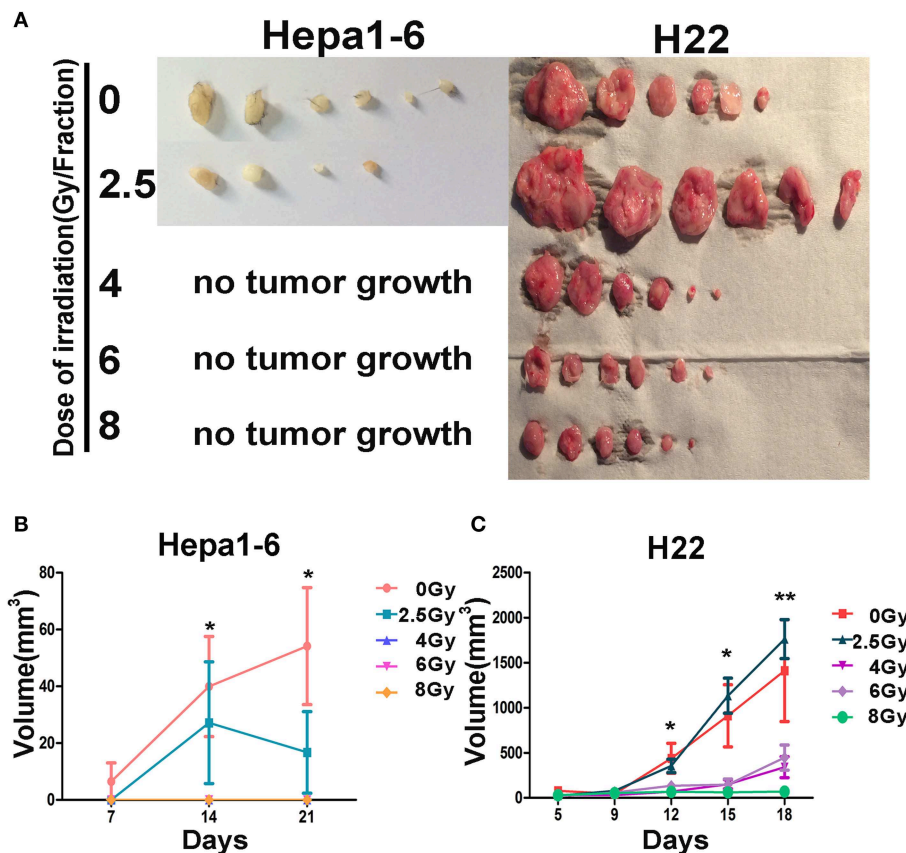 A
Hepa1-6
H22
Dose of irradiation(Gy/Fraction)
0
2.5
4
no tumor growth
6
no tumor growth
8
no tumor growth
B
Hepa1-6
Volume(mm3)
80
60
40
20
0
7
14
21
Days
*
*
0Gy
2.5Gy
4Gy
6Gy
8Gy
C
H22
Volume(mm3)
2500
2000
1500
1000
500
0
5
9
12
15
18
Days
*
*
**
0Gy
2.5Gy
4Gy
6Gy
8Gy